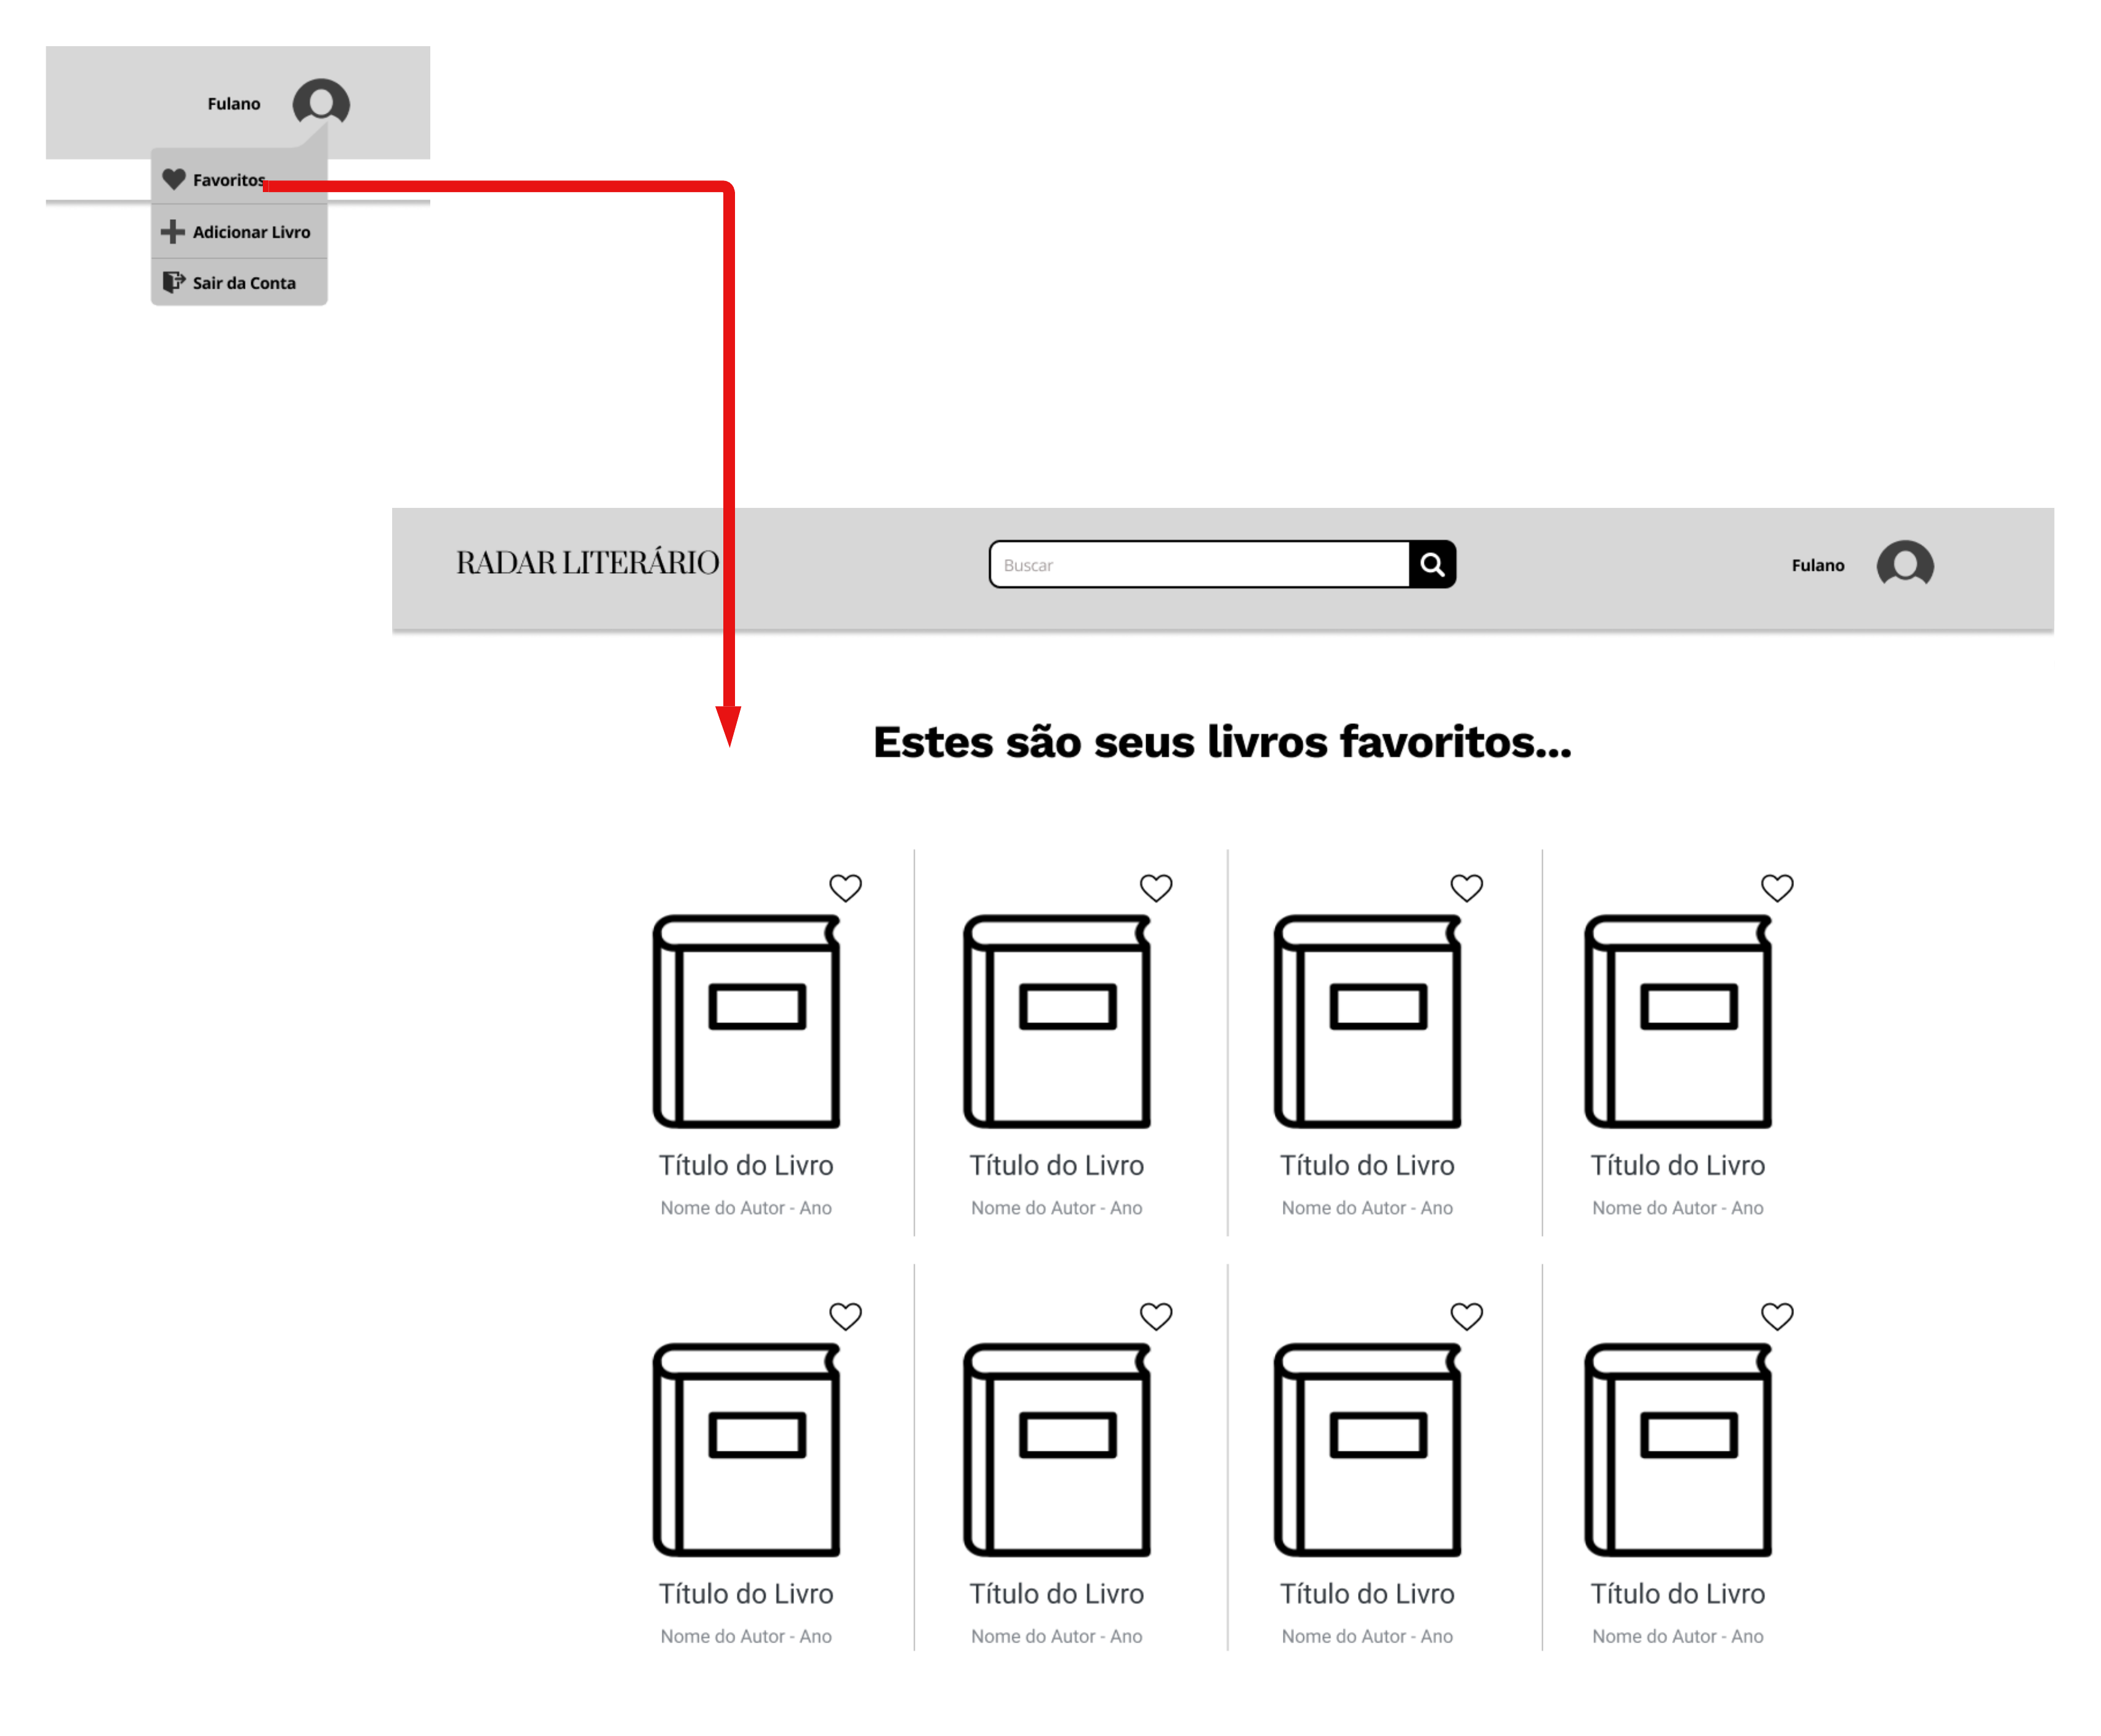 Fulano
Favoritos
Adicionar Livro
Sair da Conta
RADAR LITERÁRIO
Buscar
Fulano
Estes são seus livros favoritos...
Título do Livro
Nome do Autor - Ano
Título do Livro
Nome do Autor - Ano
Título do Livro
Nome do Autor - Ano
Título do Livro
Nome do Autor - Ano
Título do Livro
Nome do Autor - Ano
Título do Livro
Nome do Autor - Ano
Título do Livro
Nome do Autor - Ano
Título do Livro
Nome do Autor - Ano